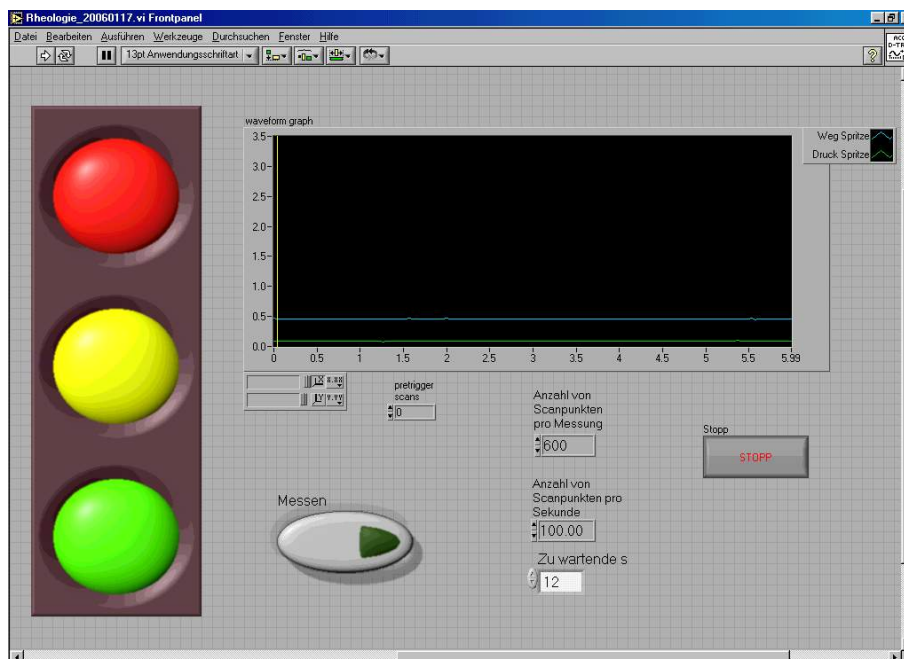 Rheologie_20060117.vi Frontpanel
Datei Bearbeiten Ausführen Werkzeuge Durchsuchen Fenster Hilfe
13pt Anwendungsschriftart
waveform graph
Weg Spritze
Druck Spritze
3.5
3.0
2.5
2.0
1.5
1.0
0.5
0.0
0 0.5 1 1.5 2 2.5 3 3.5 4 4.5 5 5.5 5.99
pretrigger
scans
0
Anzahl von
Scanpunkten
pro Messung
600
Stopp
STOPP
Messen
Anzahl von
Scanpunkten pro
Sekunde
100.00
Zu wartende s
12